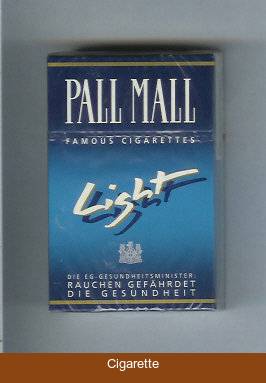 PALL MALL
FAMOUS CIGARETTES
Light
DIE EG-GESUNDHEITSMINISTER:
RAUCHEN GEFÄHRDET
DIE GESUNDHEIT
Cigarette